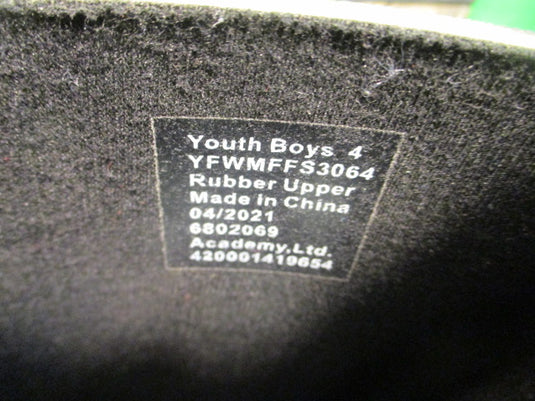 Youth Boys 4
YFWMFFS3064
Rubber Upper
Made in China
04/2021
6802069
Academy,Ltd.
420001419654